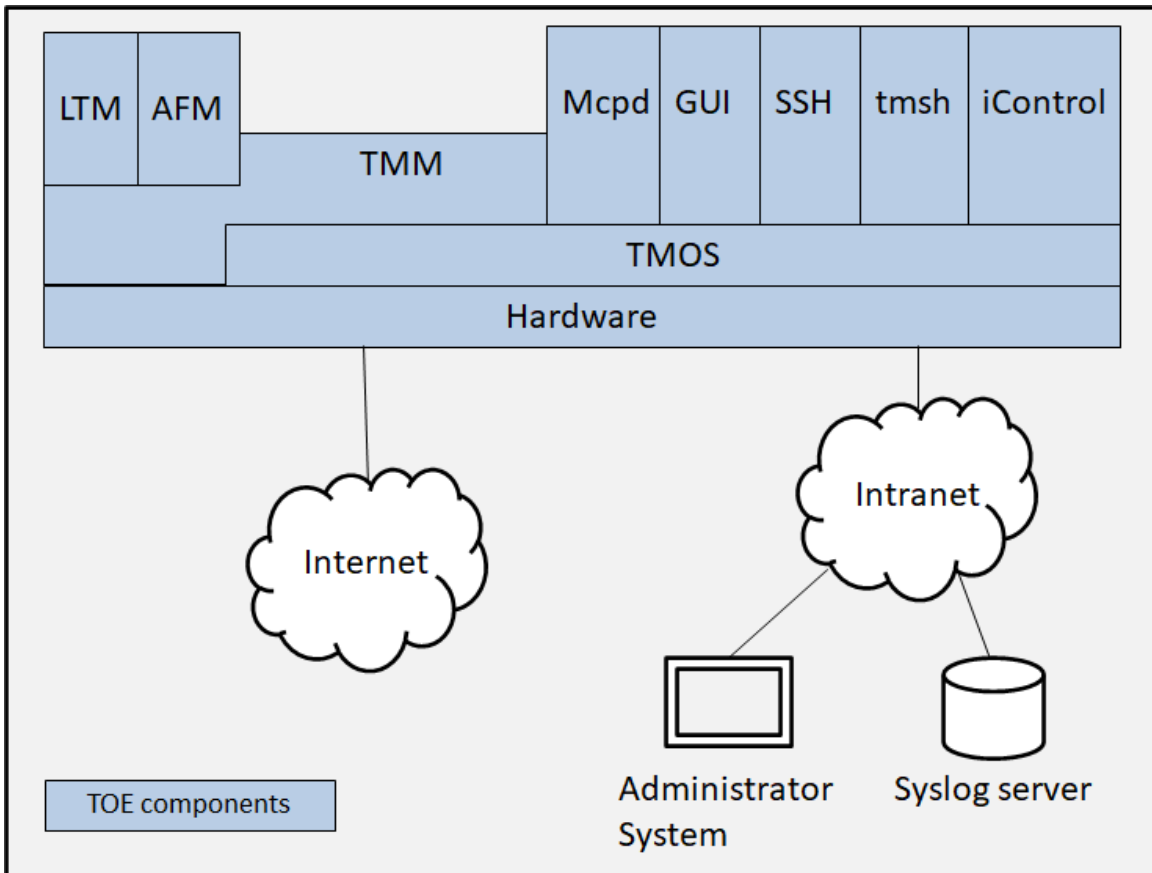 LTM
AFM
TMM
Mcpd
GUI
SSH
tmsh
iControl
TMOS
Hardware
Internet
Intranet
Administrator
System
Syslog server
TOE components